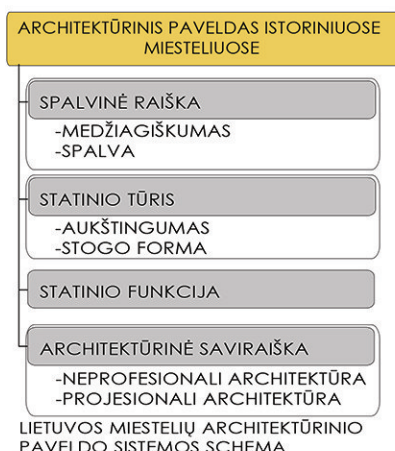 ARCHITEKTŪRINIS PAVELDAS ISTORINIUOSE
MIESTELIUOSE
SPALVINĖ RAIŠKA
-MEDŽIAGIŠKUMAS
-SPALVA
STATINIO TŪRIS
-AUKŠTINGUMAS
-STOGO FORMA
STATINIO FUNKCIJA
ARCHITEKTŪRINĖ SAVIRAIŠKA
-NEPROFESIONALI ARCHITEKTŪRA
-PROJESIONALI ARCHITEKTŪRA
LIETUVOS MIESTELIŲ ARCHITEKTŪRINIO
PAVELDO SISTEMOS SCHEMA